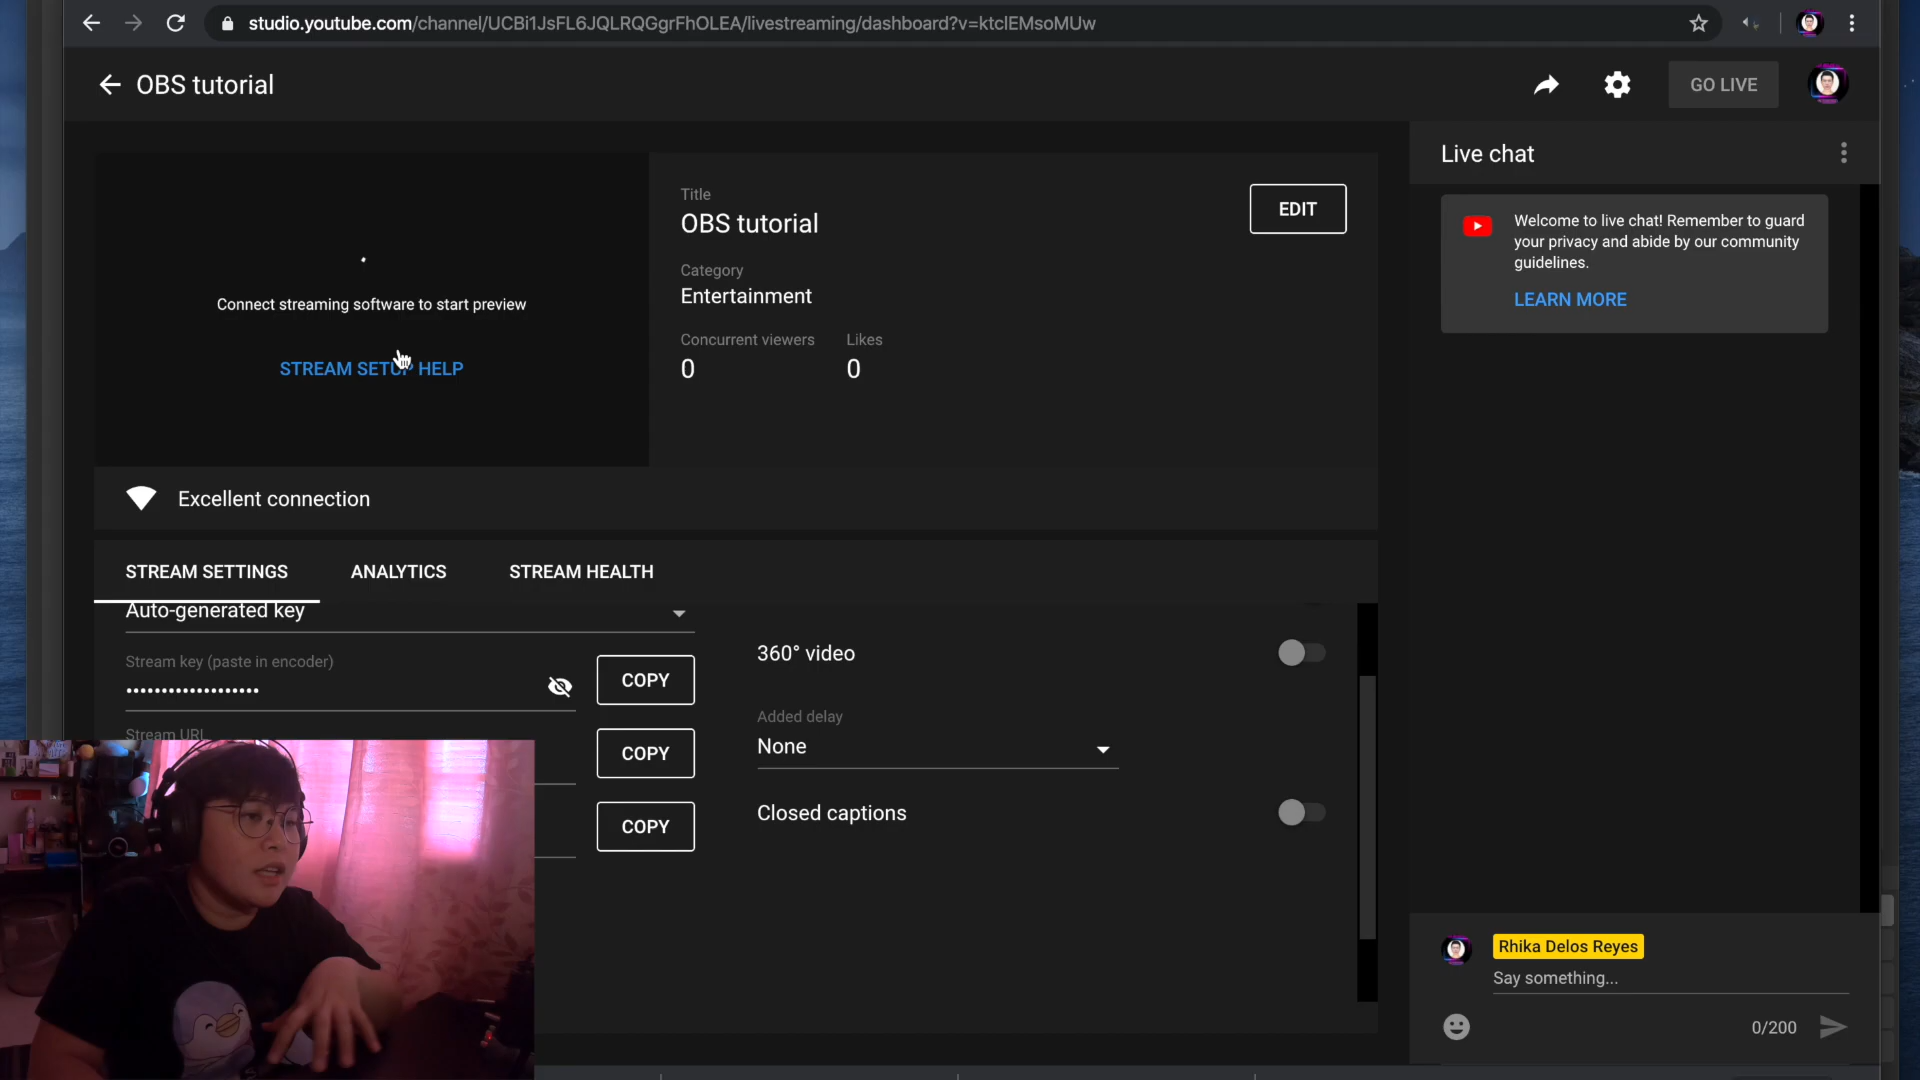 studio.youtube.com/channel/UCBi1JsFL6JQLRQGgrFhOLEA/livestreaming/dashboard?v=ktclEMsoMUw
OBS tutorial
GO LIVE
Connect streaming software to start preview
STREAM SETUP HELP
Title
OBS tutorial
EDIT
Category
Entertainment
Concurrent viewers
Likes
0
0
Excellent connection
STREAM SETTINGS
ANALYTICS
STREAM HEALTH
Auto-generated key
Stream key (paste in encoder)
•••••••••••••••••••
COPY
Stream URL
COPY
COPY
360° video
Added delay
None
Closed captions
Live chat
Welcome to live chat! Remember to guard
your privacy and abide by our community
guidelines.
LEARN MORE
Rhika Delos Reyes
Say something...
0/200